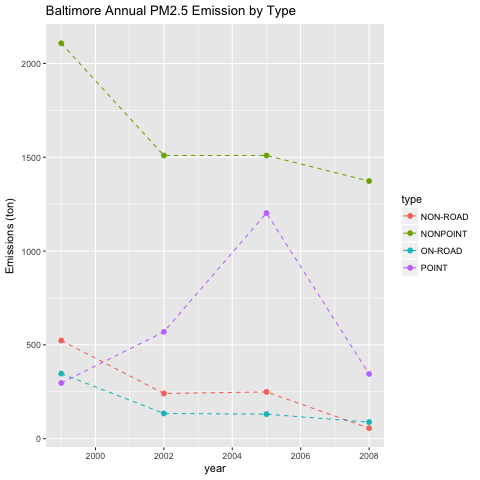 Baltimore Annual PM2.5 Emission by Type
Emissions (ton)
2000
1500
1000
500
0
2000 2002 2004 2006 2008
year
type
NON-ROAD
NONPOINT
ON-ROAD
POINT